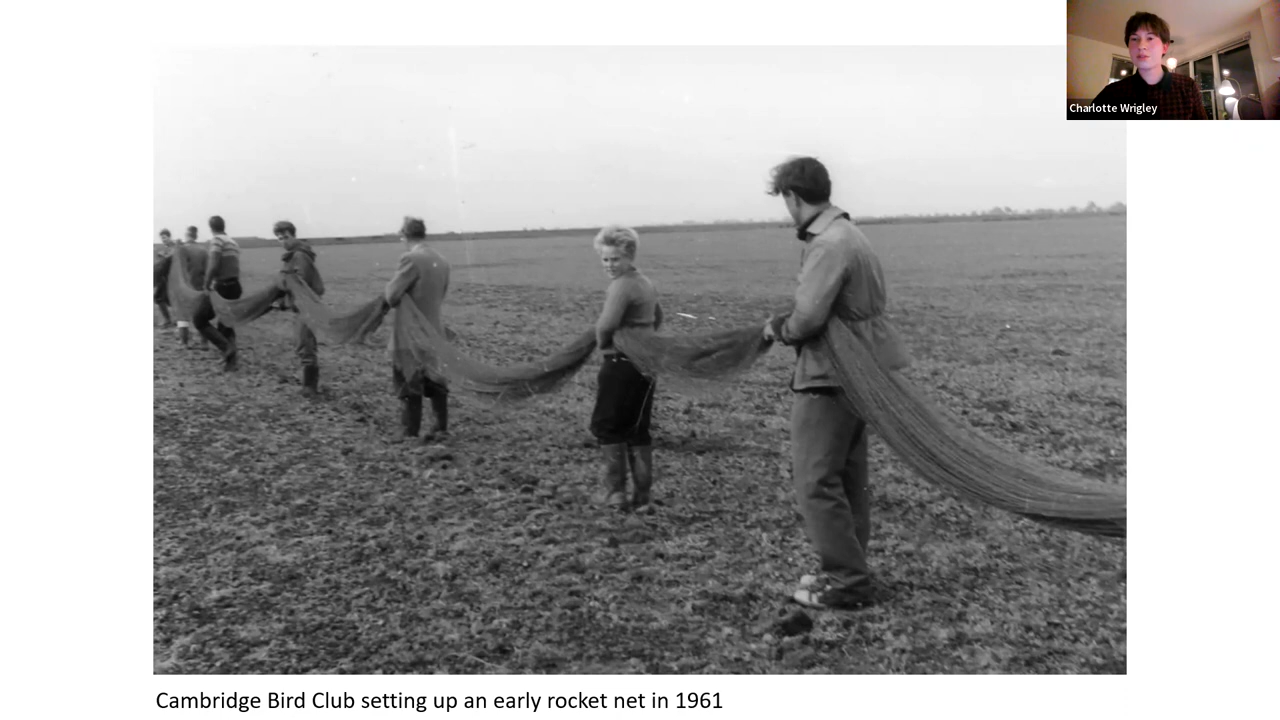 Charlotte Wrigley
Cambridge Bird Club setting up an early rocket net in 1961